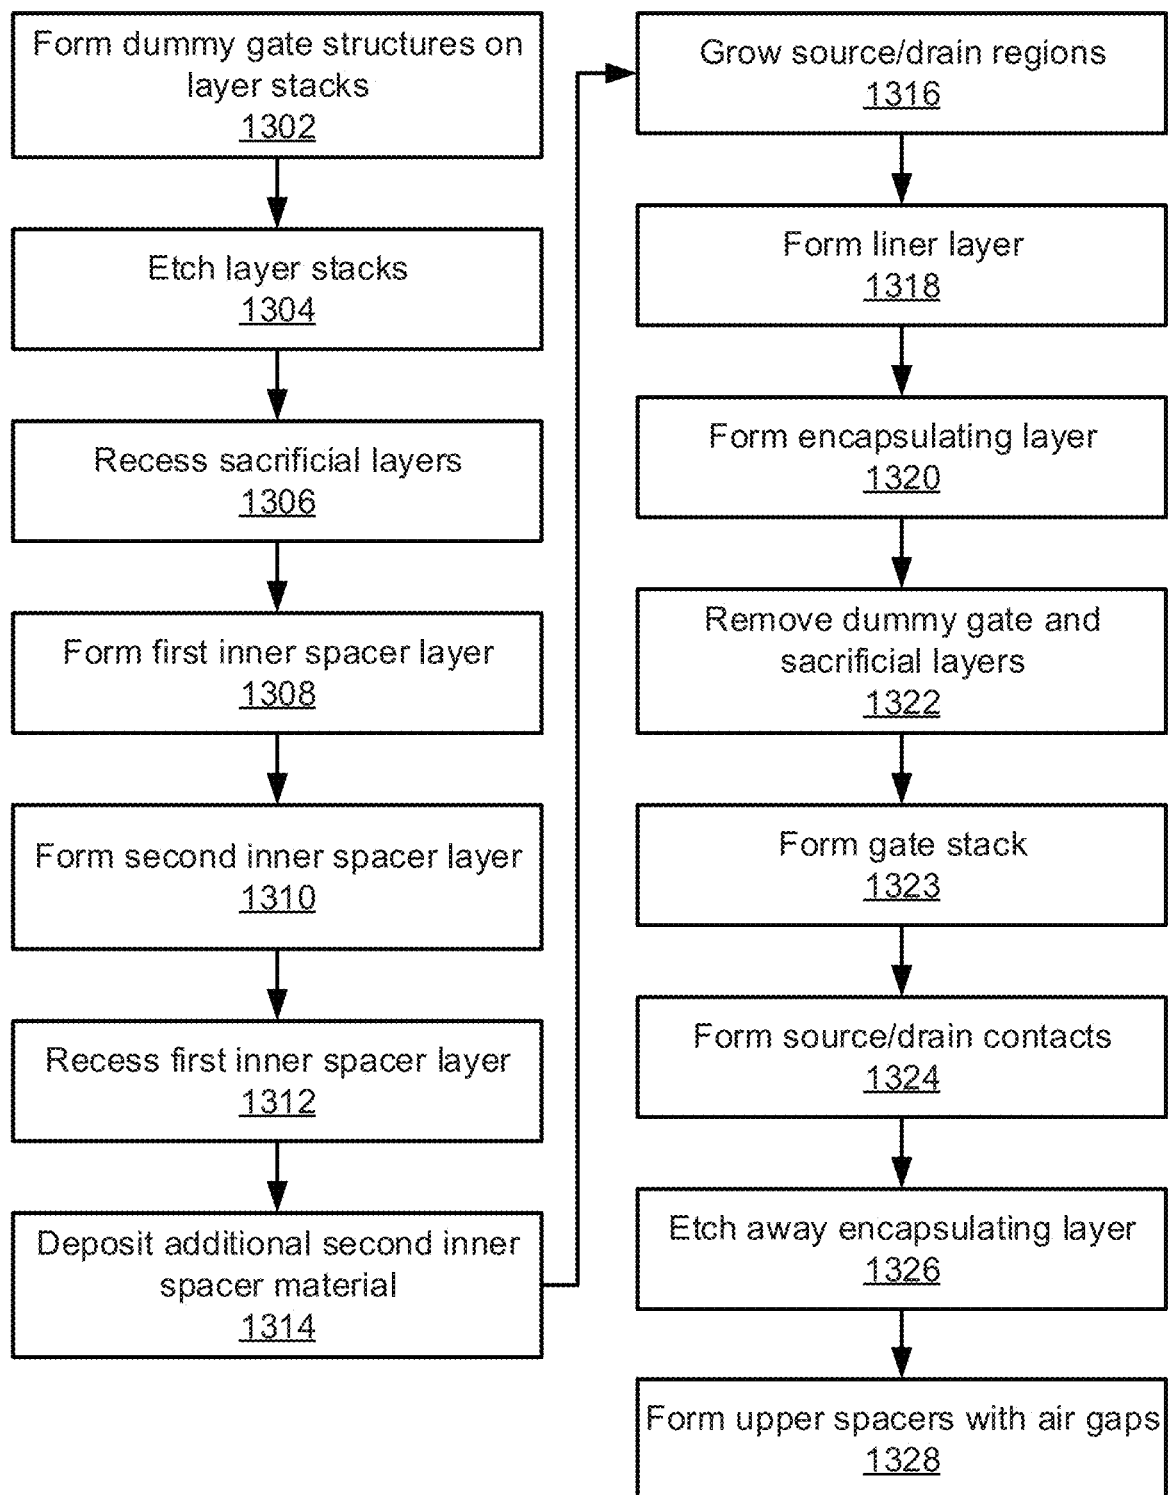 Form dummy gate structures on
layer stacks
1302
Etch layer stacks
1304
Recess sacrificial layers
1306
Form first inner spacer layer
1308
Form second inner spacer layer
1310
Recess first inner spacer layer
1312
Deposit additional second inner
spacer material
1314
Grow source/drain regions
1316
Form liner layer
1318
Form encapsulating layer
1320
Remove dummy gate and
sacrificial layers
1322
Form gate stack
1323
Form source/drain contacts
1324
Etch away encapsulating layer
1326
Form upper spacers with air gaps
1328